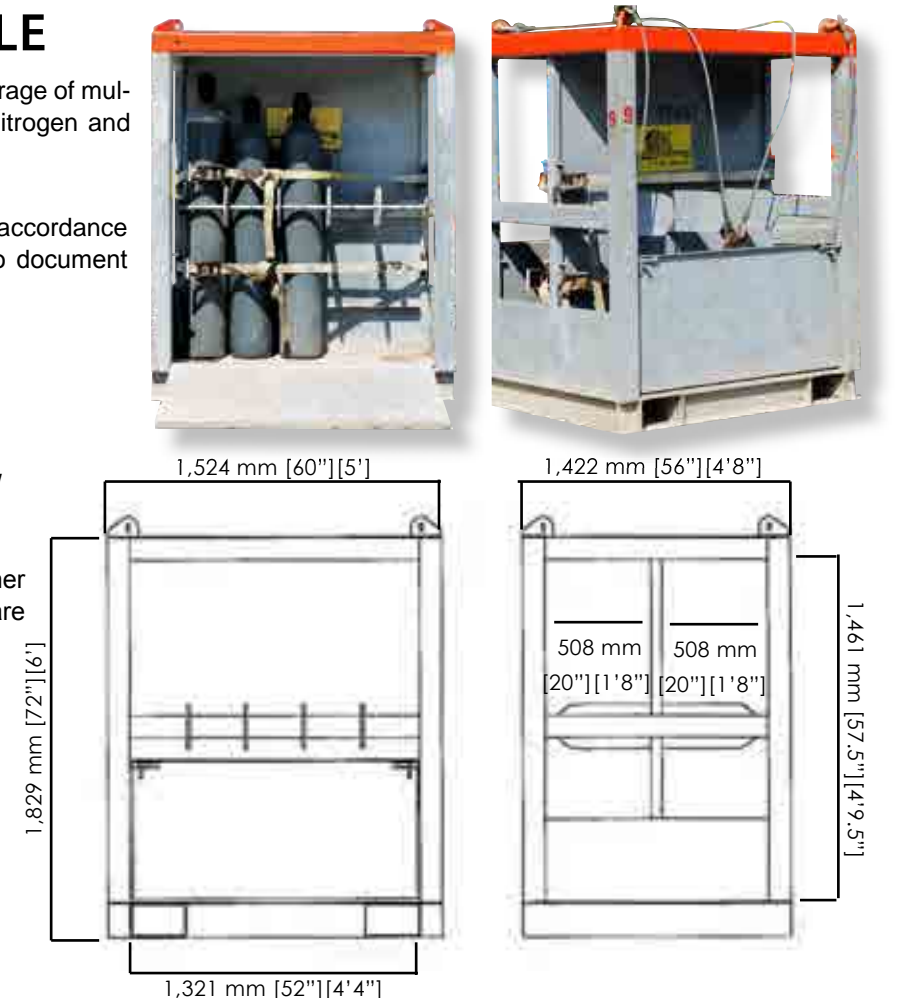 LE
rage of mul-
itrogen and
accordance
o document
ner
are
1,524 mm [60”][5’]
1,422 mm [56”][4’8”]
1,829 mm [72”][6’]
508 mm
[20”][1’8”]
508 mm
[20”][1’8”]
1,461 mm [57.5”][4’9.5”]
1,321 mm [52”][4’4”]